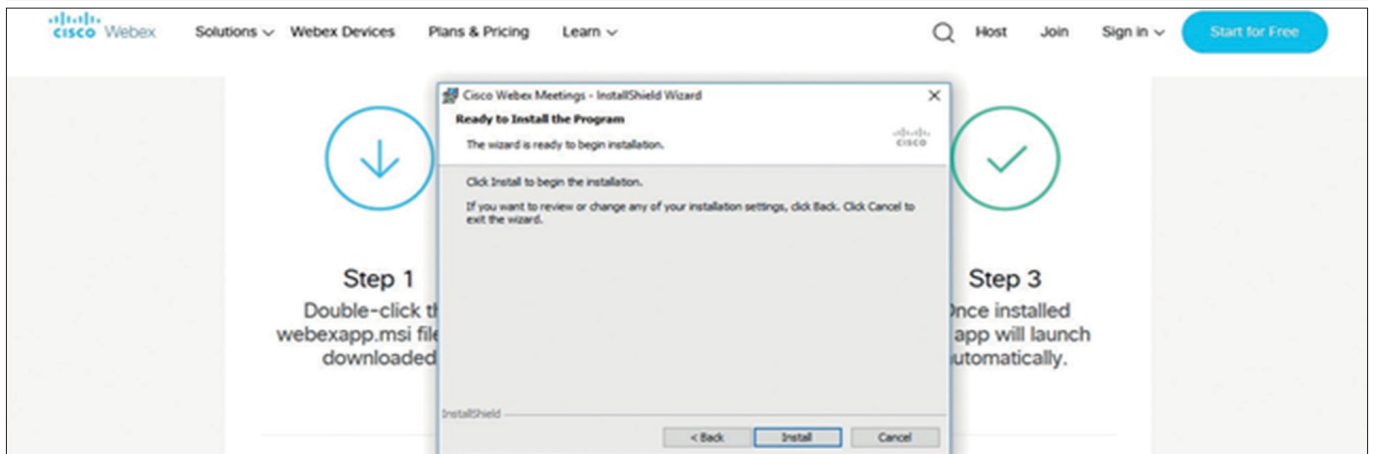 CISCO Webex Solutions Webex Devices Plans & Pricing Learn Host Join Sign in Start for Free
Cisco Webex Meetings - InstallShield Wizard
Ready to Install the Program
The wizard is ready to begin installation.
CISCO
Click Install to begin the installation.
If you want to review or change any of your installation settings, click Back. Click Cancel to
exit the wizard.
Step 1
Double-click
webexapp.msi
downloaded
Step 3
installed
app will launch
automatically.
InstallShield
< Back Install Cancel